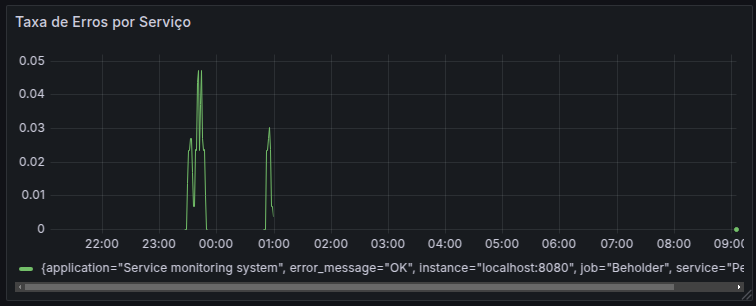 Taxa de Erros por Serviço
0.05
0.04
0.03
0.02
0.01
0
22:00 23:00 00:00 01:00 02:00 03:00 04:00 05:00 06:00 07:00 08:00 09:00
{application="Service monitoring system", error_message="OK", instance="localhost:8080", job="Beholder", service="Pe